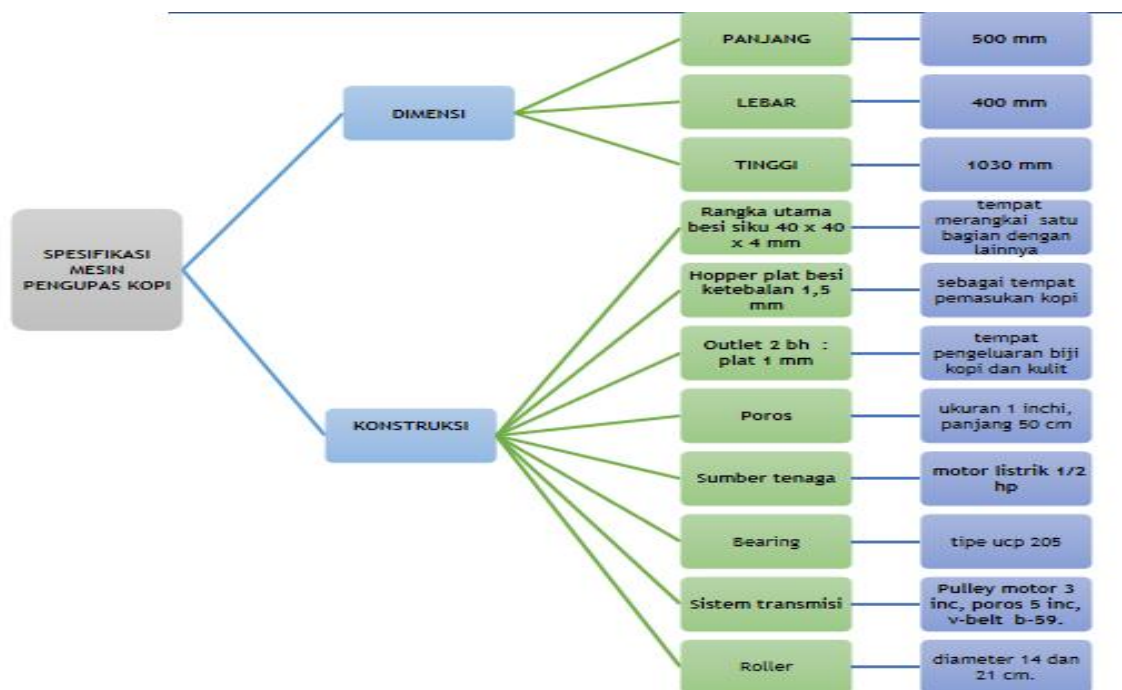 SPESIFIKASI
MESIN
PENGUPAS KOPI
DIMENSI
PANJANG
500 mm
LEBAR
400 mm
TINGGI
1030 mm
KONSTRUKSI
Rangka utama
besi siku 40 x 40
x 4 mm
tempat
merangkai satu
bagian dengan
lainnya
Hopper plat besi
ketebalan 1,5
mm
sebagai tempat
pemasukan kopi
Outlet 2 bh :
plat 1 mm
tempat
pengeluaran biji
kopi dan kulit
Poros
ukuran 1 inchi,
panjang 50 cm
Sumber tenaga
motor listrik 1/2
hp
Bearing
tipe ucp 205
Sistem transmisi
Pulley motor 3
inc, poros 5 inc,
v-belt b-59.
Roller
diameter 14 dan
21 cm.